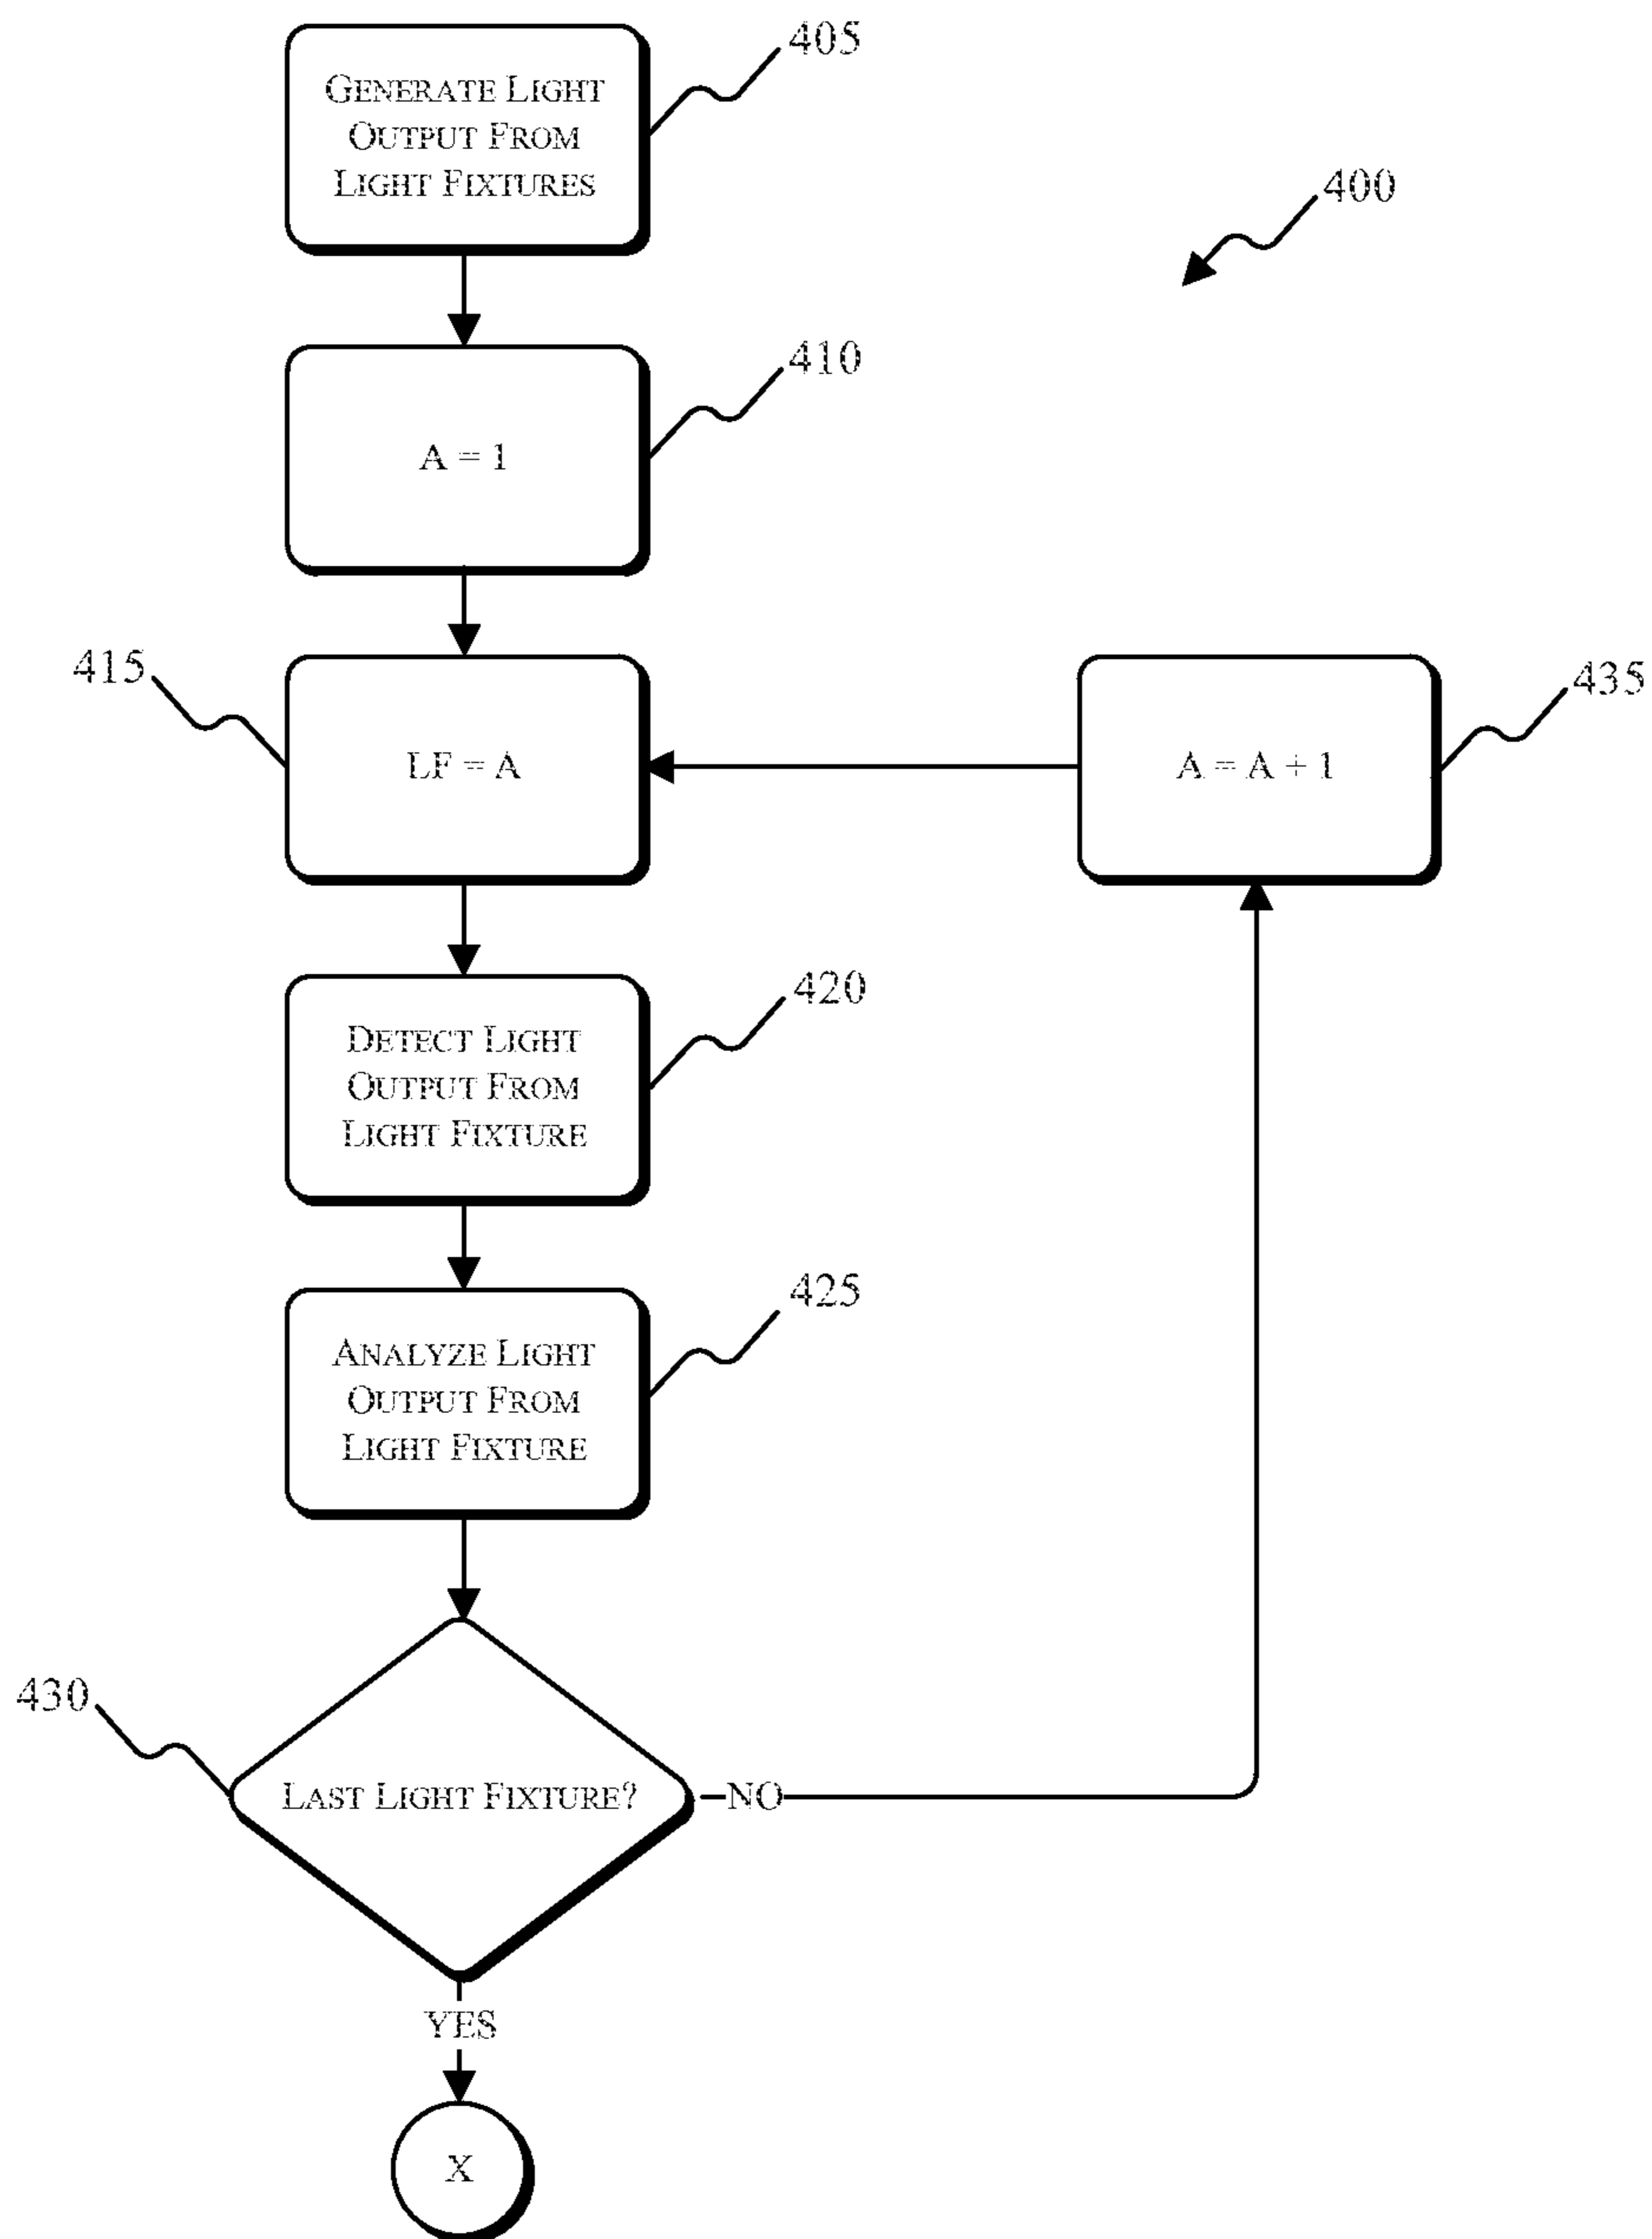 405
GENERATE LIGHT
OUTPUT FROM
LIGHT FIXTURES
400
410
A = 1
415
LF = A
435
A = A + 1
420
DETECT LIGHT
OUTPUT FROM
LIGHT FIXTURE
425
ANALYZE LIGHT
OUTPUT FROM
LIGHT FIXTURE
430
LAST LIGHT FIXTURE?
NO
YES
X